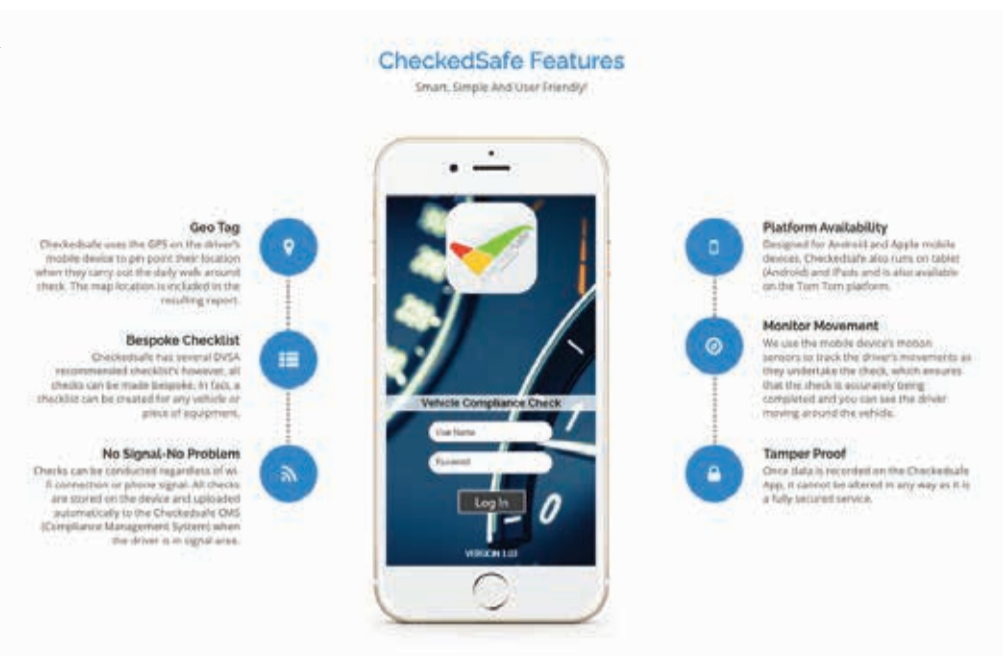 CheckedSafe Features
Smart, Simple And User Friendly!
Geo Tag
Checkedsafe uses the GPS on the driver's
mobile device to pin point their location
when they carry out the daily walk around
check. The map location is included in the
resulting report.
Bespoke Checklist
Checkedsafe has several DVSA
recommended checklist's however, all
checks can be made bespoke. In fact, a
checklist can be created for any vehicle or
piece of equipment.
No Signal-No Problem
Checks can be conducted regardless of wi-
fi connection or phone signal. All checks
are stored on the device and uploaded
automatically to the Checkedsafe CMS
(Compliance Management System) when
the driver is in signal area.
Vehicle Compliance Check
User Name
Password
Log In
0
VERSION 1.03
Platform Availability
Designed for Android and Apple mobile
devices, Checkedsafe also runs on tablet
(Android) and iPads and is also available
on the Tom Tom platform.
Monitor Movement
We use the mobile device's motion
sensors to track the driver's movements as
they undertake the check, which ensures
that the check is accurately being
completed and you can see the driver
moving around the vehicle.
Tamper Proof
Once data is recorded on the Checkedsafe
App, it cannot be altered in any way as it is
a fully secured service.